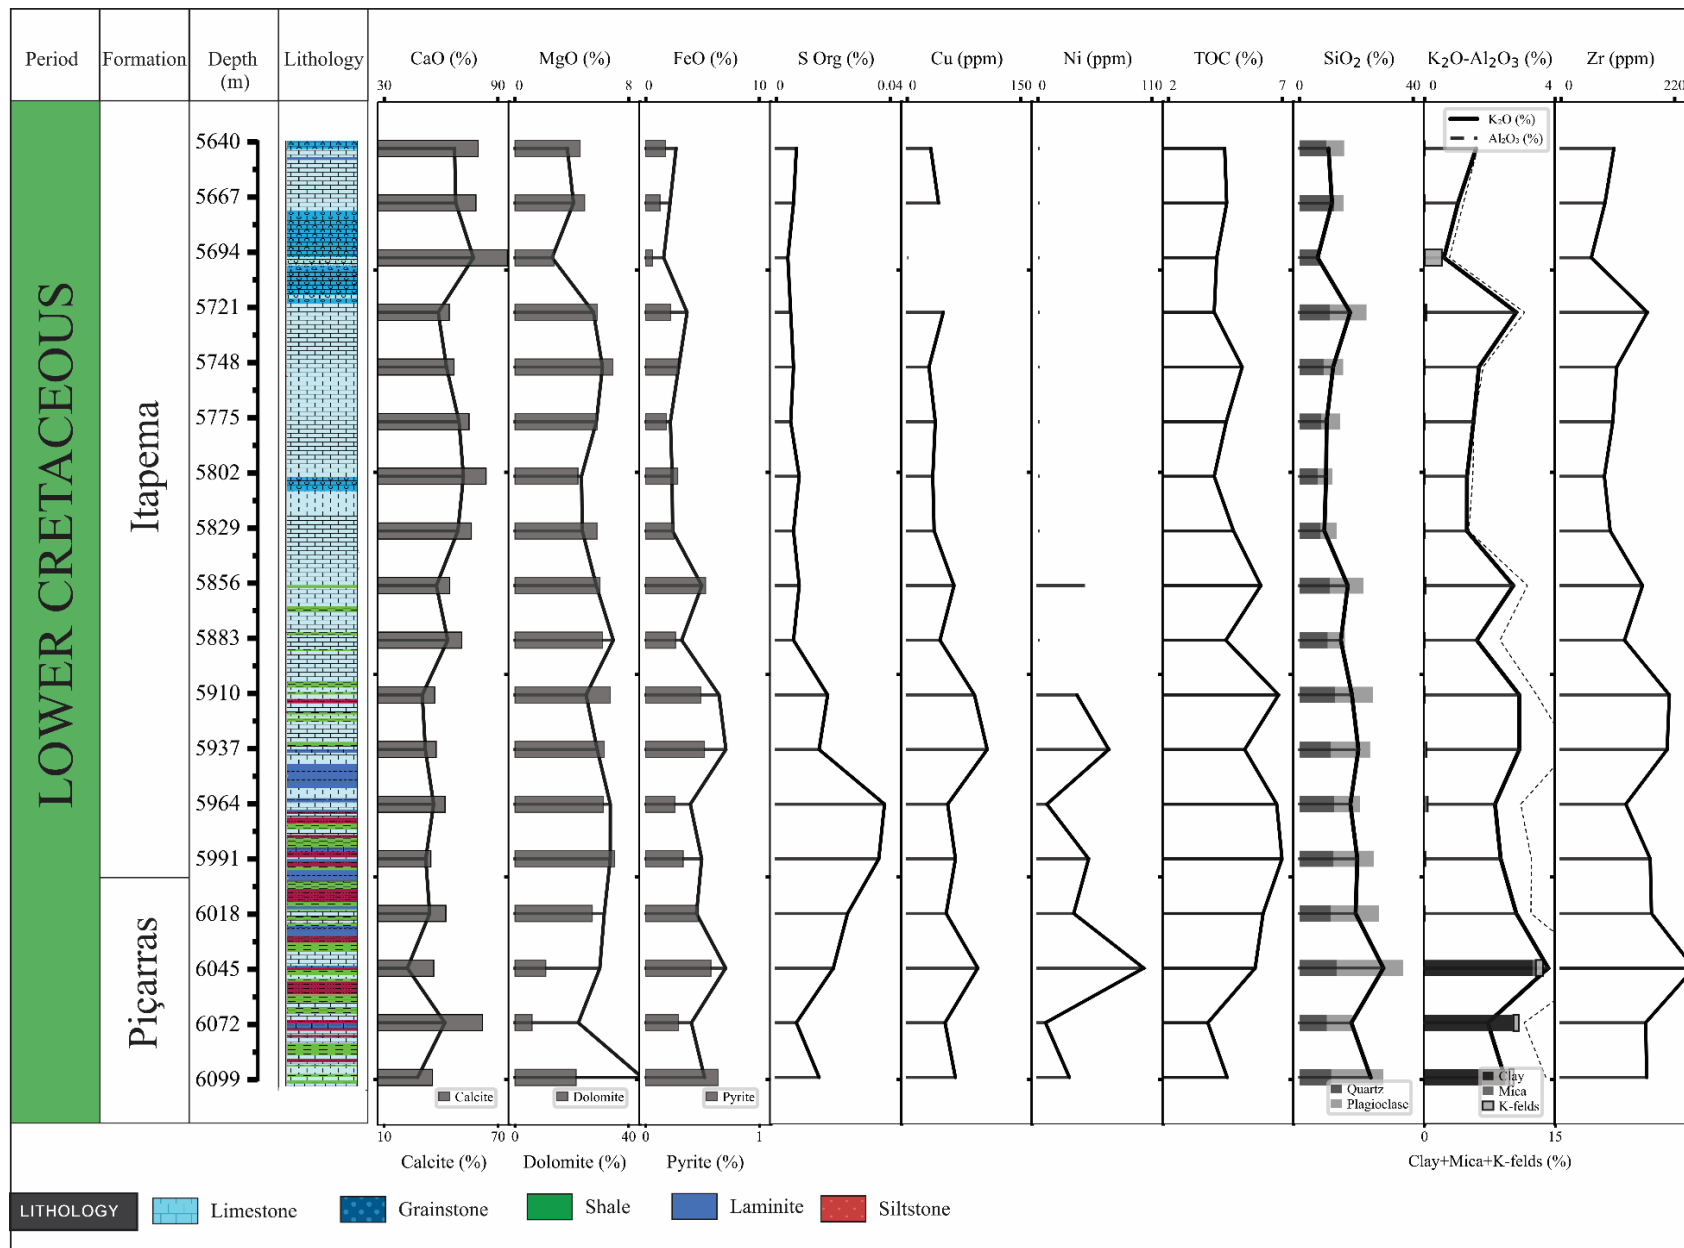 Period
Formation
Depth
(m)
Lithology
CaO (%)
MgO (%)
FeO (%)
S Org (%)
Cu (ppm)
Ni (ppm)
TOC (%)
SiO₂ (%)
K₂O-Al₂O₃ (%)
Zr (ppm)
30 90
0 8
0 10
0 0.04
0 150
0 110
2 7
0 40
0 4
0 220
K₂O (%)
Al₂O₃ (%)
LOWER CRETACEOUS
Itapema
Piçarras
5640
5667
5694
5721
5748
5775
5802
5829
5856
5883
5910
5937
5964
5991
6018
6045
6072
6099
Calcite
Dolomite
Pyrite
Quartz
Plagioclase
Clay
Mica
K-felds
10 70
0 40
0 1
0 15
Calcite (%)
Dolomite (%)
Pyrite (%)
Clay+Mica+K-felds (%)
LITHOLOGY
Limestone
Grainstone
Shale
Laminite
Siltstone